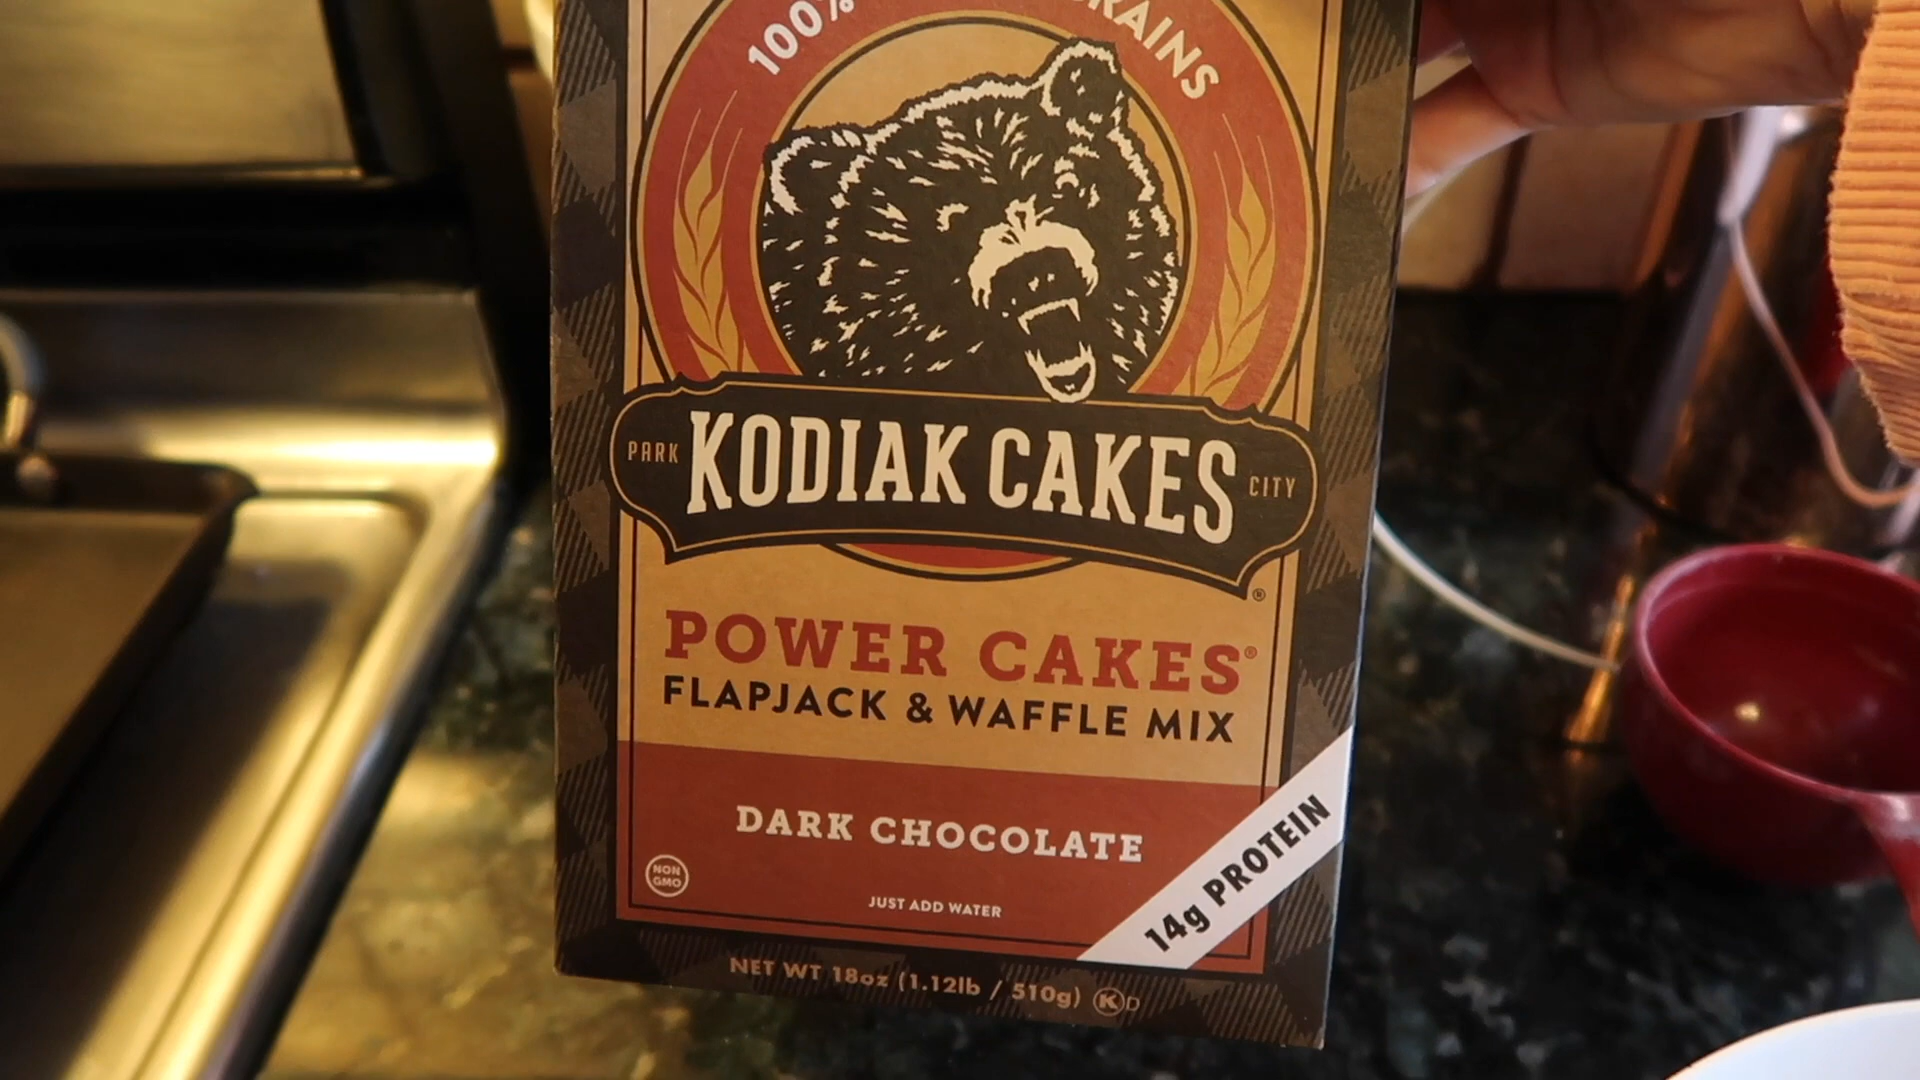 100% GRAINS
PARK KODIAK CAKES CITY ®
POWER CAKES®
FLAPJACK & WAFFLE MIX
DARK CHOCOLATE
14g PROTEIN
NON
GMO
JUST ADD WATER
NET WT 18oz (1.12lb / 510g) K D